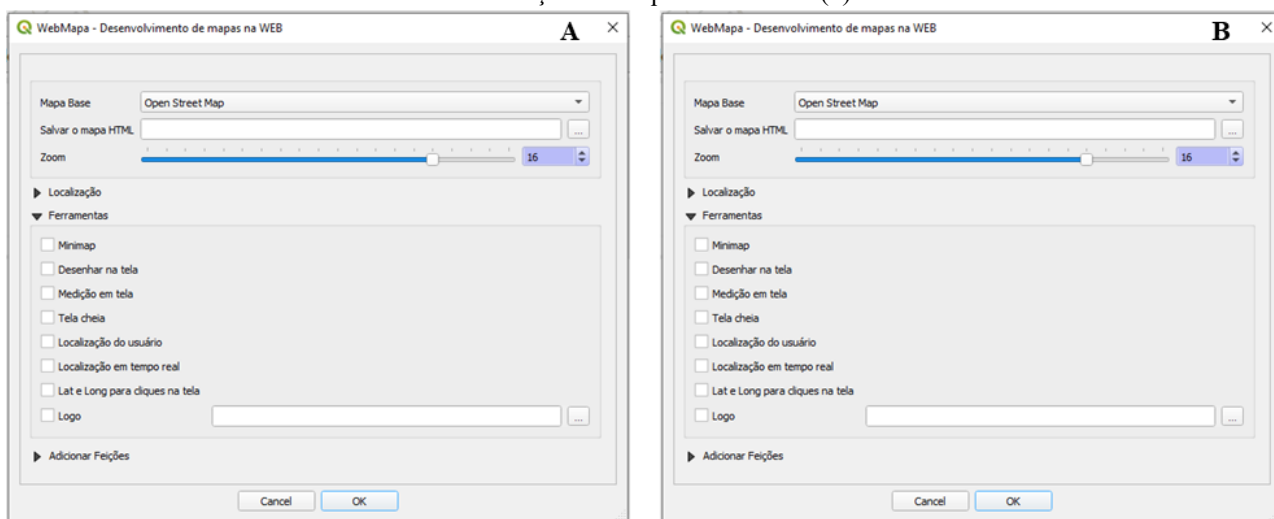 WebMapa - Desenvolvimento de mapas na WEB A
Mapa Base Open Street Map
Salvar o mapa HTML ...
Zoom 16
Localização
Ferramentas
Minimap
Desenhar na tela
Medição em tela
Tela cheia
Localização do usuário
Localização em tempo real
Lat e Long para cliques na tela
Logo ...
Adicionar Feições
Cancel OK
WebMapa - Desenvolvimento de mapas na WEB B
Mapa Base Open Street Map
Salvar o mapa HTML ...
Zoom 16
Localização
Ferramentas
Minimap
Desenhar na tela
Medição em tela
Tela cheia
Localização do usuário
Localização em tempo real
Lat e Long para cliques na tela
Logo ...
Adicionar Feições
Cancel OK